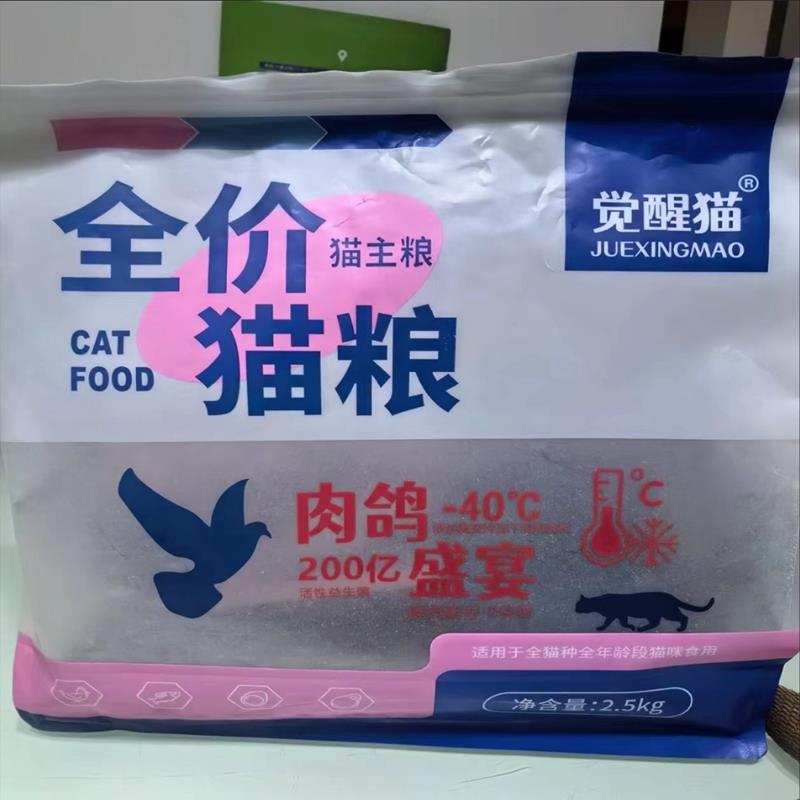 觉醒猫®
JUEXINGMAO
全价
猫主粮
CAT
FOOD
猫粮
肉鸽
-40℃
℃
200亿
活性益生菌
盛宴
适用于全猫种全年龄段猫咪食用
净含量:2.5kg